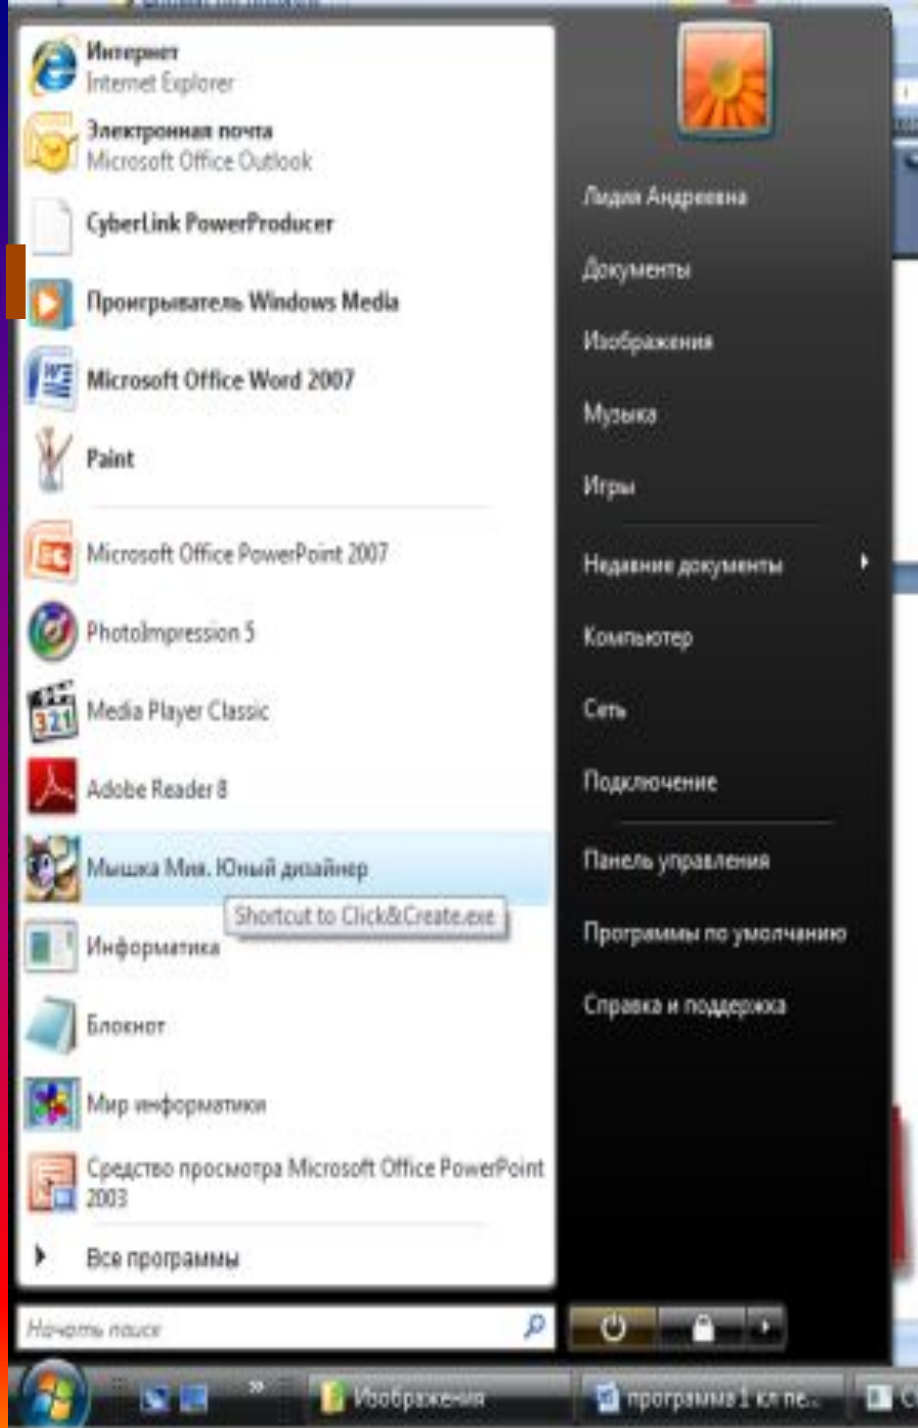 Интернет
Internet Explorer
Электронная почта
Microsoft Office Outlook
CyberLink PowerProducer
Проигрыватель Windows Media
Microsoft Office Word 2007
Paint
Microsoft Office PowerPoint 2007
PhotoImpression 5
Media Player Classic
Adobe Reader 8
Мышка Мия. Юный дизайнер
Shortcut to Click&Create.exe
Информатика
Блокнот
Мир информатики
Средство просмотра Microsoft Office PowerPoint
2003
Все программы
Начать поиск
Лидия Андреевна
Документы
Изображения
Музыка
Игры
Недавние документы
Компьютер
Сеть
Подключение
Панель управления
Программы по умолчанию
Справка и поддержка
Изображения
программа 1 кл пе...